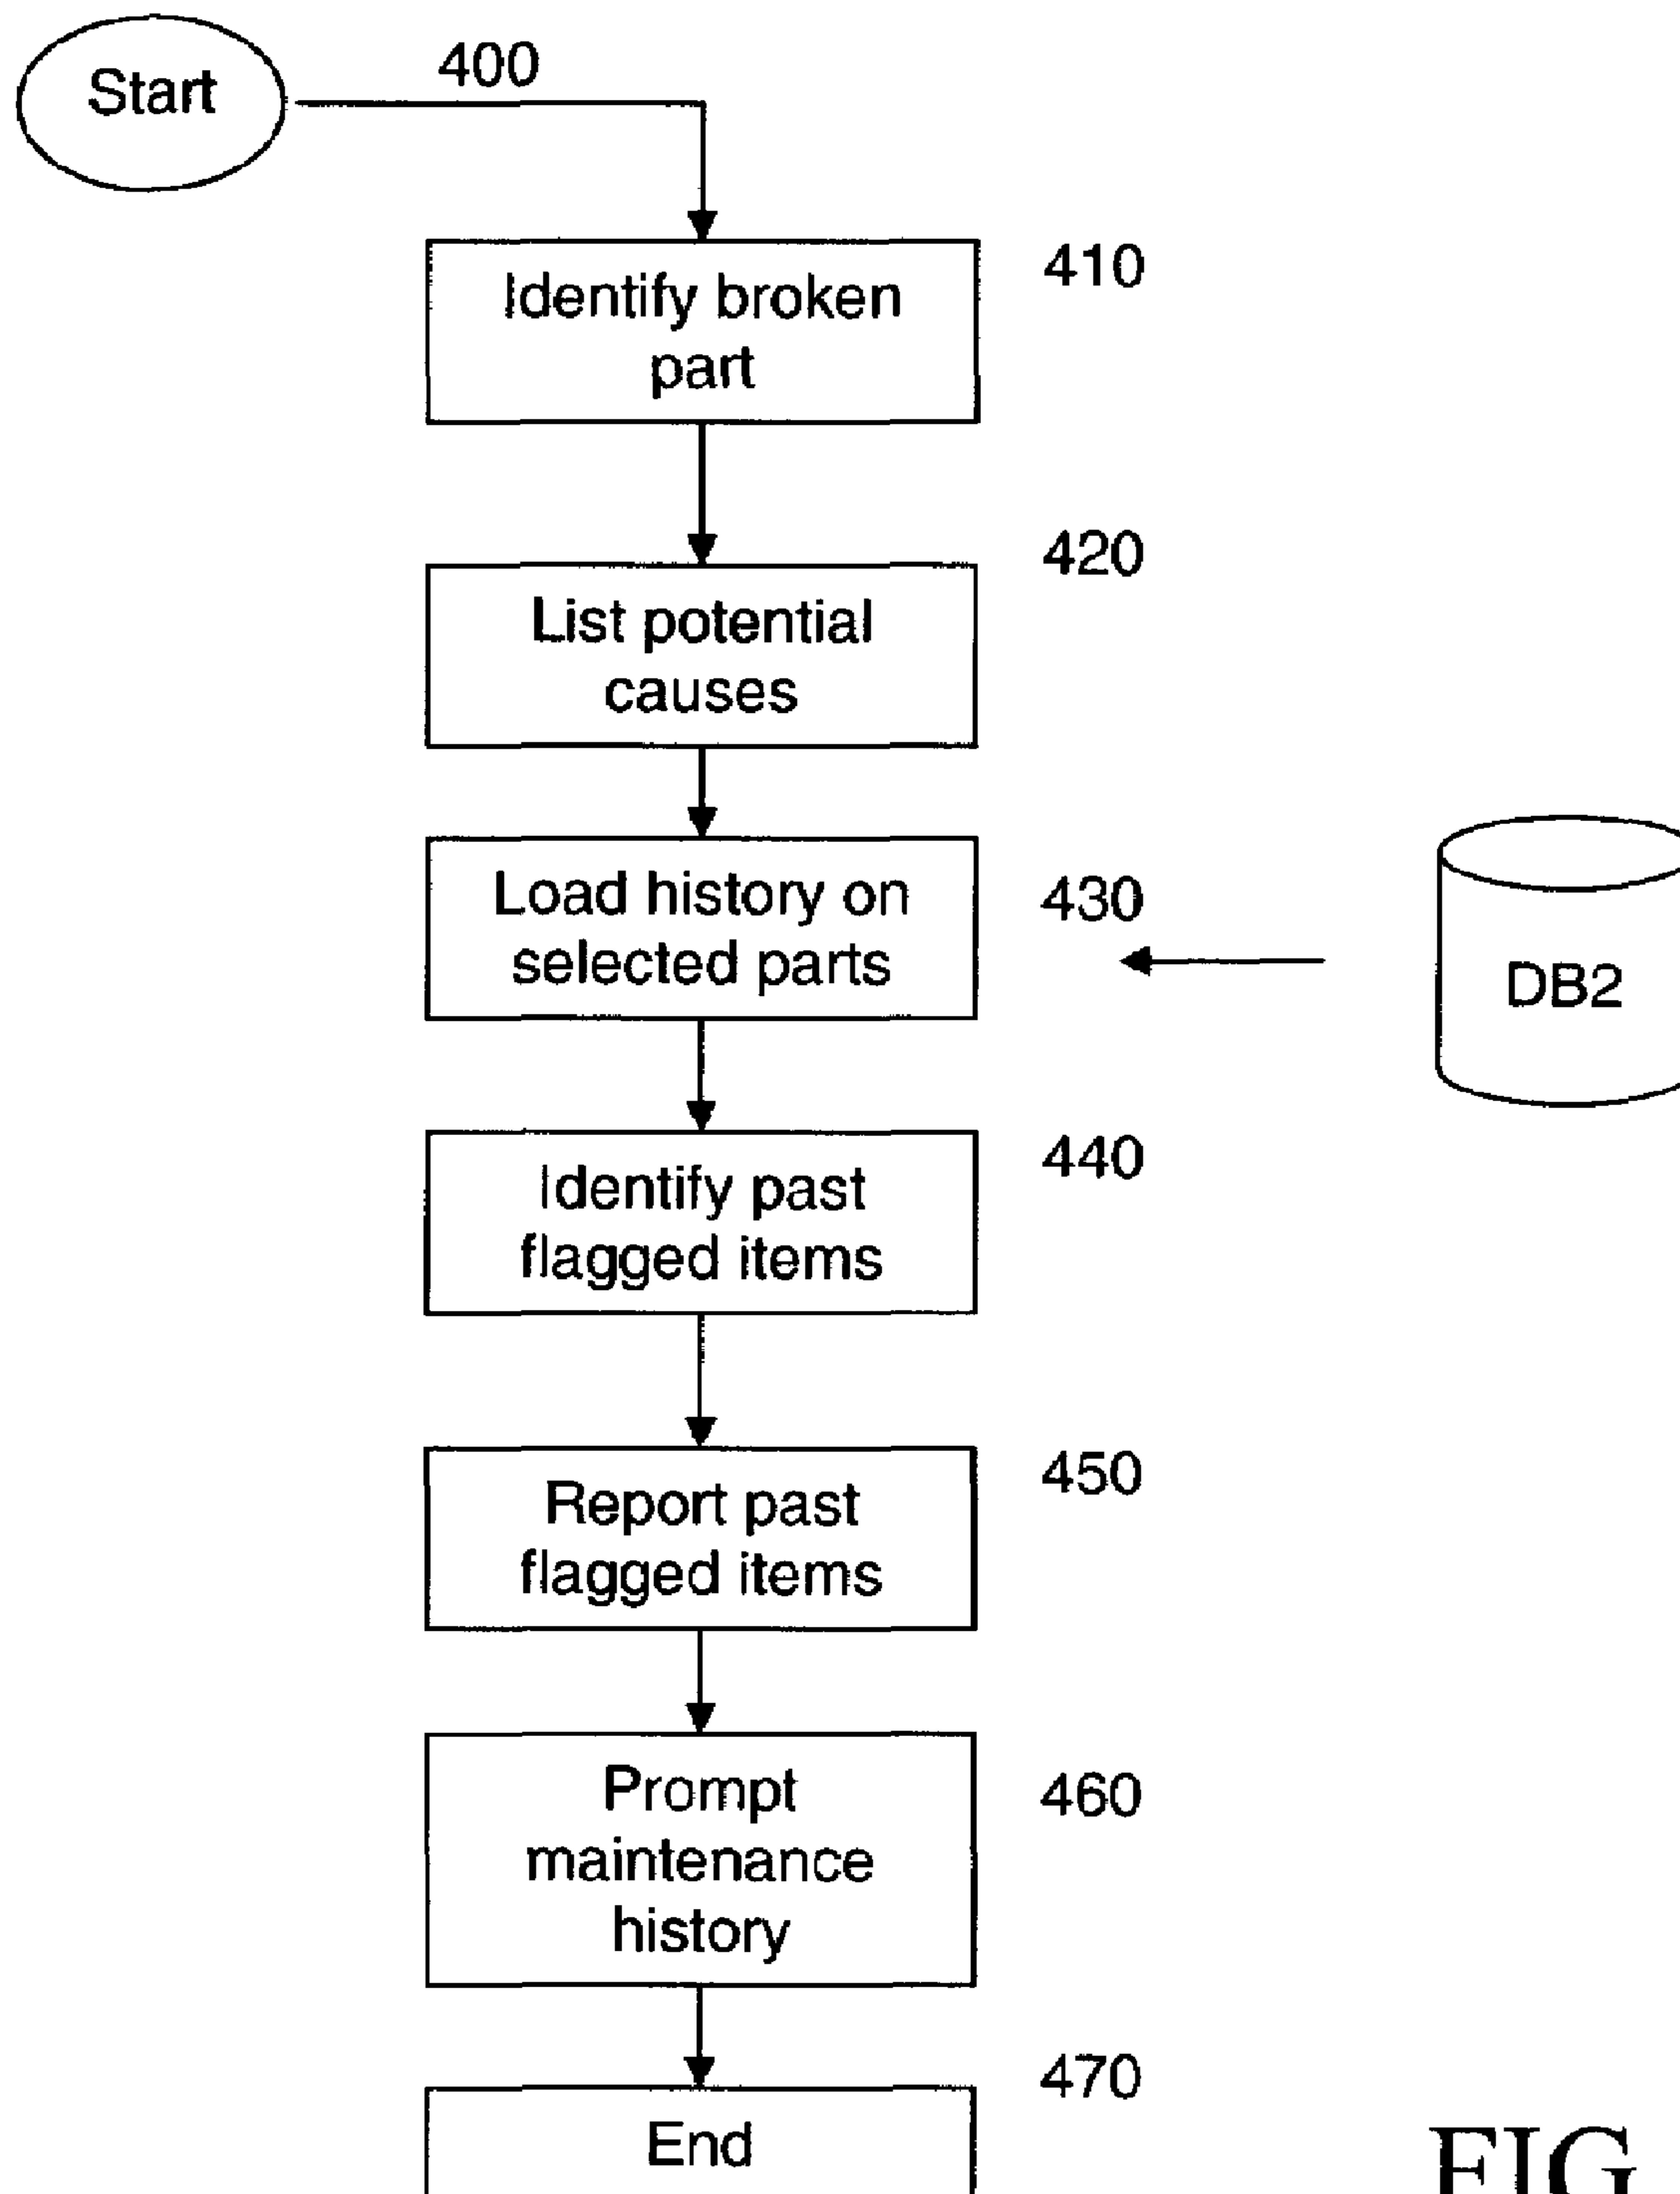 Start
400
Identify broken
part
410
List potential
causes
420
Load history on
selected parts
430
DB2
Identify past
flagged items
440
Report past
flagged items
450
Prompt
maintenance
history
460
End
470
FIG